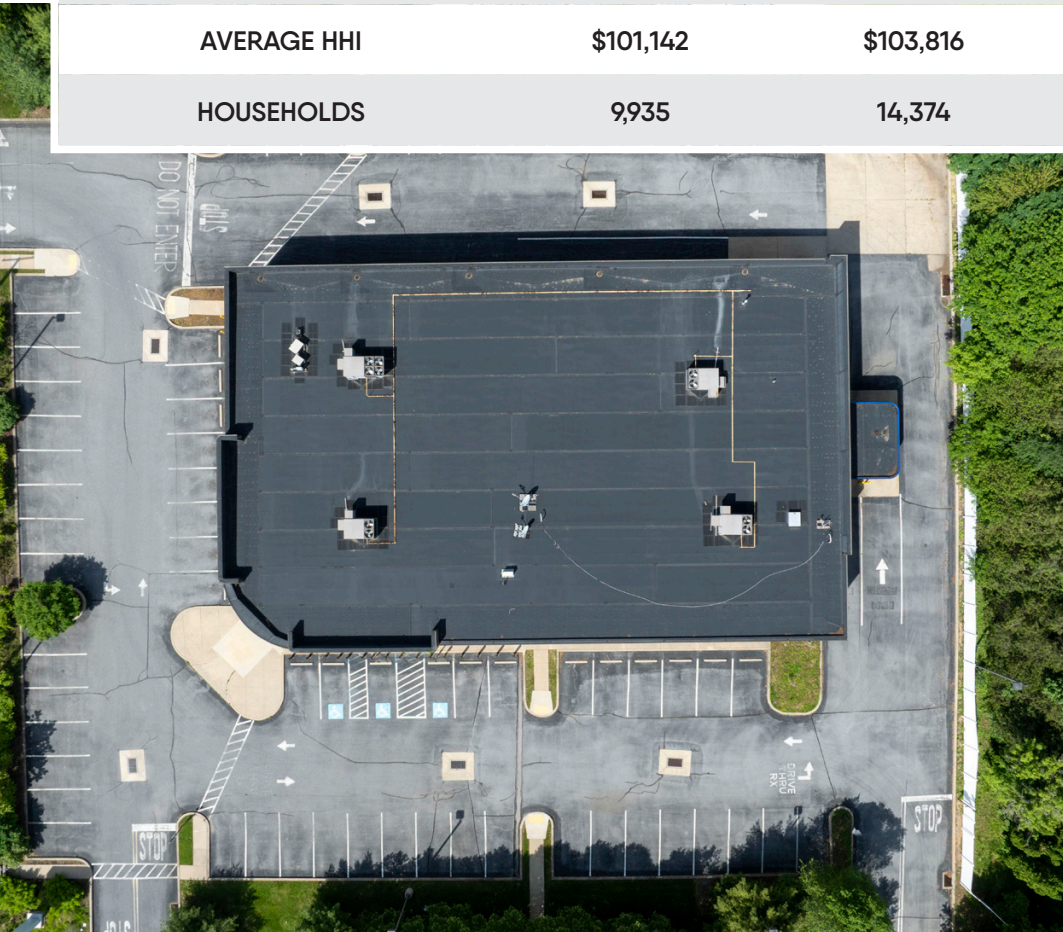 AVERAGE HHI $101,142 $103,816
HOUSEHOLDS 9,935 14,374
DO NOT ENTER
STOP
DRIVE
THRU
RX
STOP
STOP
STOP